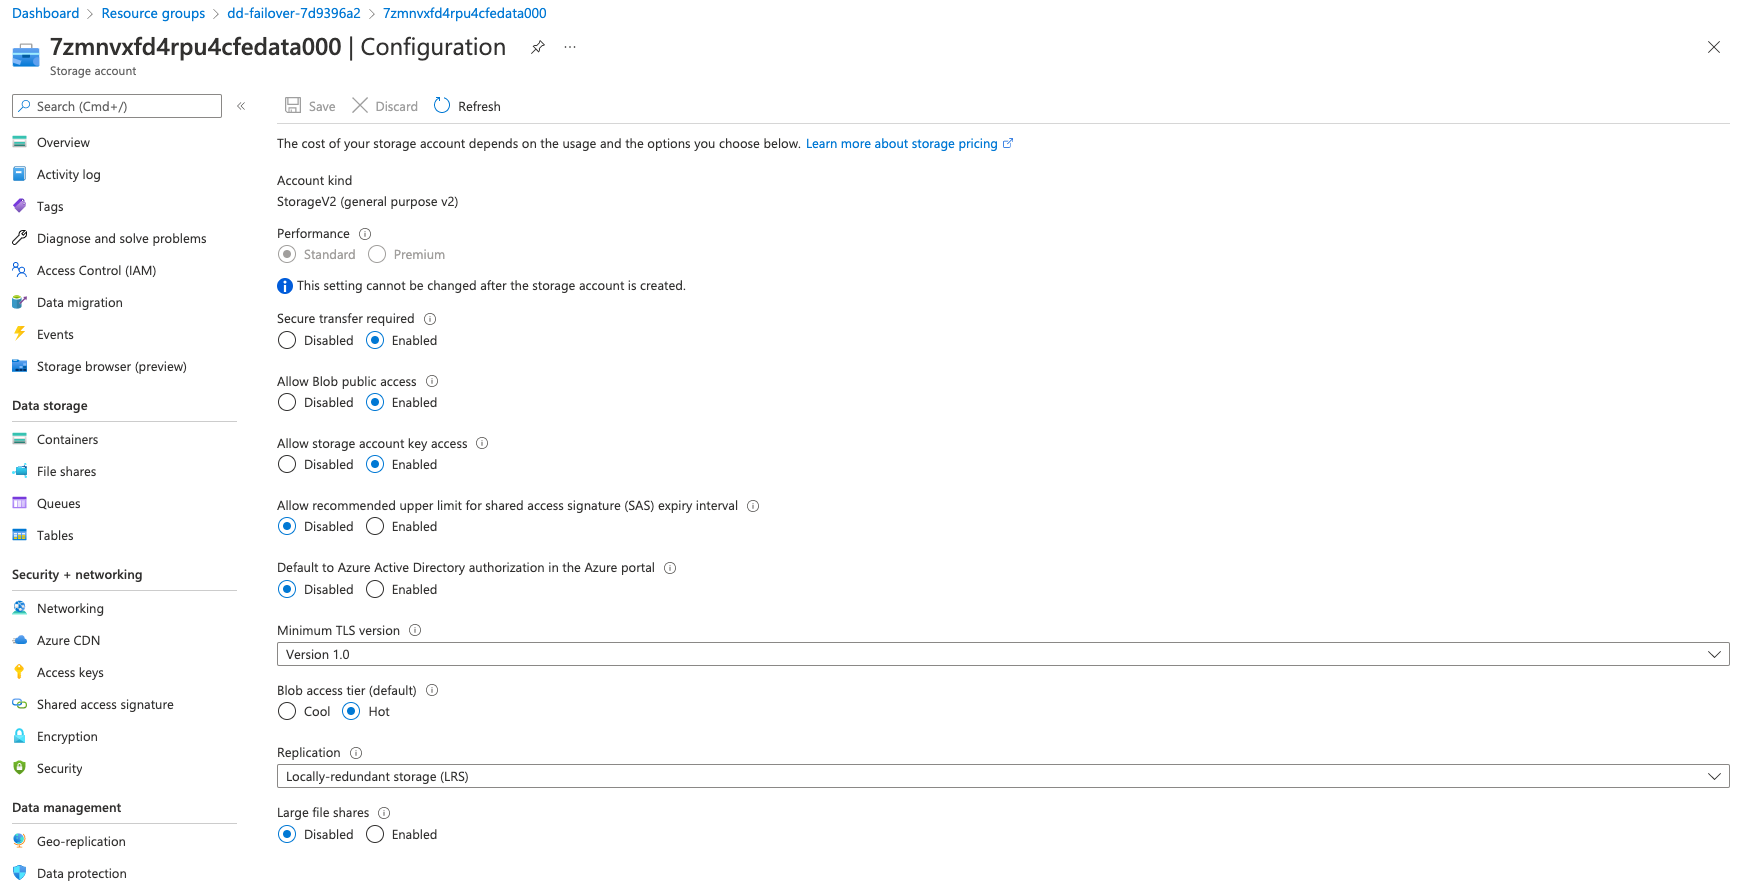 Dashboard > Resource groups > dd-failover-7d9396a2 > 7zmnvxfd4rpu4cfedata000
7zmnvxfd4rpu4cfedata000 | Configuration ...
Storage account
Search (Cmd+/) «
Overview
Activity log
Tags
Diagnose and solve problems
Access Control (IAM)
Data migration
Events
Storage browser (preview)
Data storage
Containers
File shares
Queues
Tables
Security + networking
Networking
Azure CDN
Access keys
Shared access signature
Encryption
Security
Data management
Geo-replication
Data protection
Save Discard Refresh
The cost of your storage account depends on the usage and the options you choose below. Learn more about storage pricing
Account kind
StorageV2 (general purpose v2)
Performance
Standard Premium
This setting cannot be changed after the storage account is created.
Secure transfer required
Disabled Enabled
Allow Blob public access
Disabled Enabled
Allow storage account key access
Disabled Enabled
Allow recommended upper limit for shared access signature (SAS) expiry interval
Disabled Enabled
Default to Azure Active Directory authorization in the Azure portal
Disabled Enabled
Minimum TLS version
Version 1.0
Blob access tier (default)
Cool Hot
Replication
Locally-redundant storage (LRS)
Large file shares
Disabled Enabled